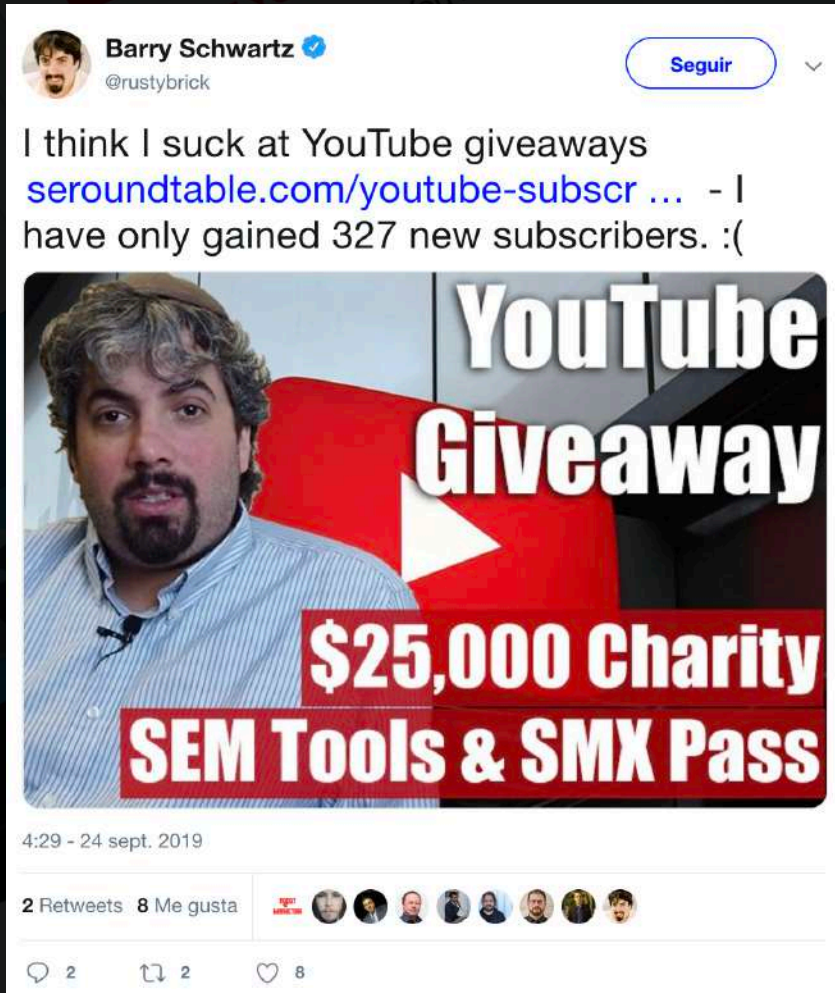 Barry Schwartz
@rustybrick
Seguir
I think I suck at YouTube giveaways
seroundtable.com/youtube-subscr ... - I
have only gained 327 new subscribers. :(
YouTube
Giveaway
$25,000 Charity
SEM Tools & SMX Pass
4:29 - 24 sept. 2019
2 Retweets 8 Me gusta
2 2 8